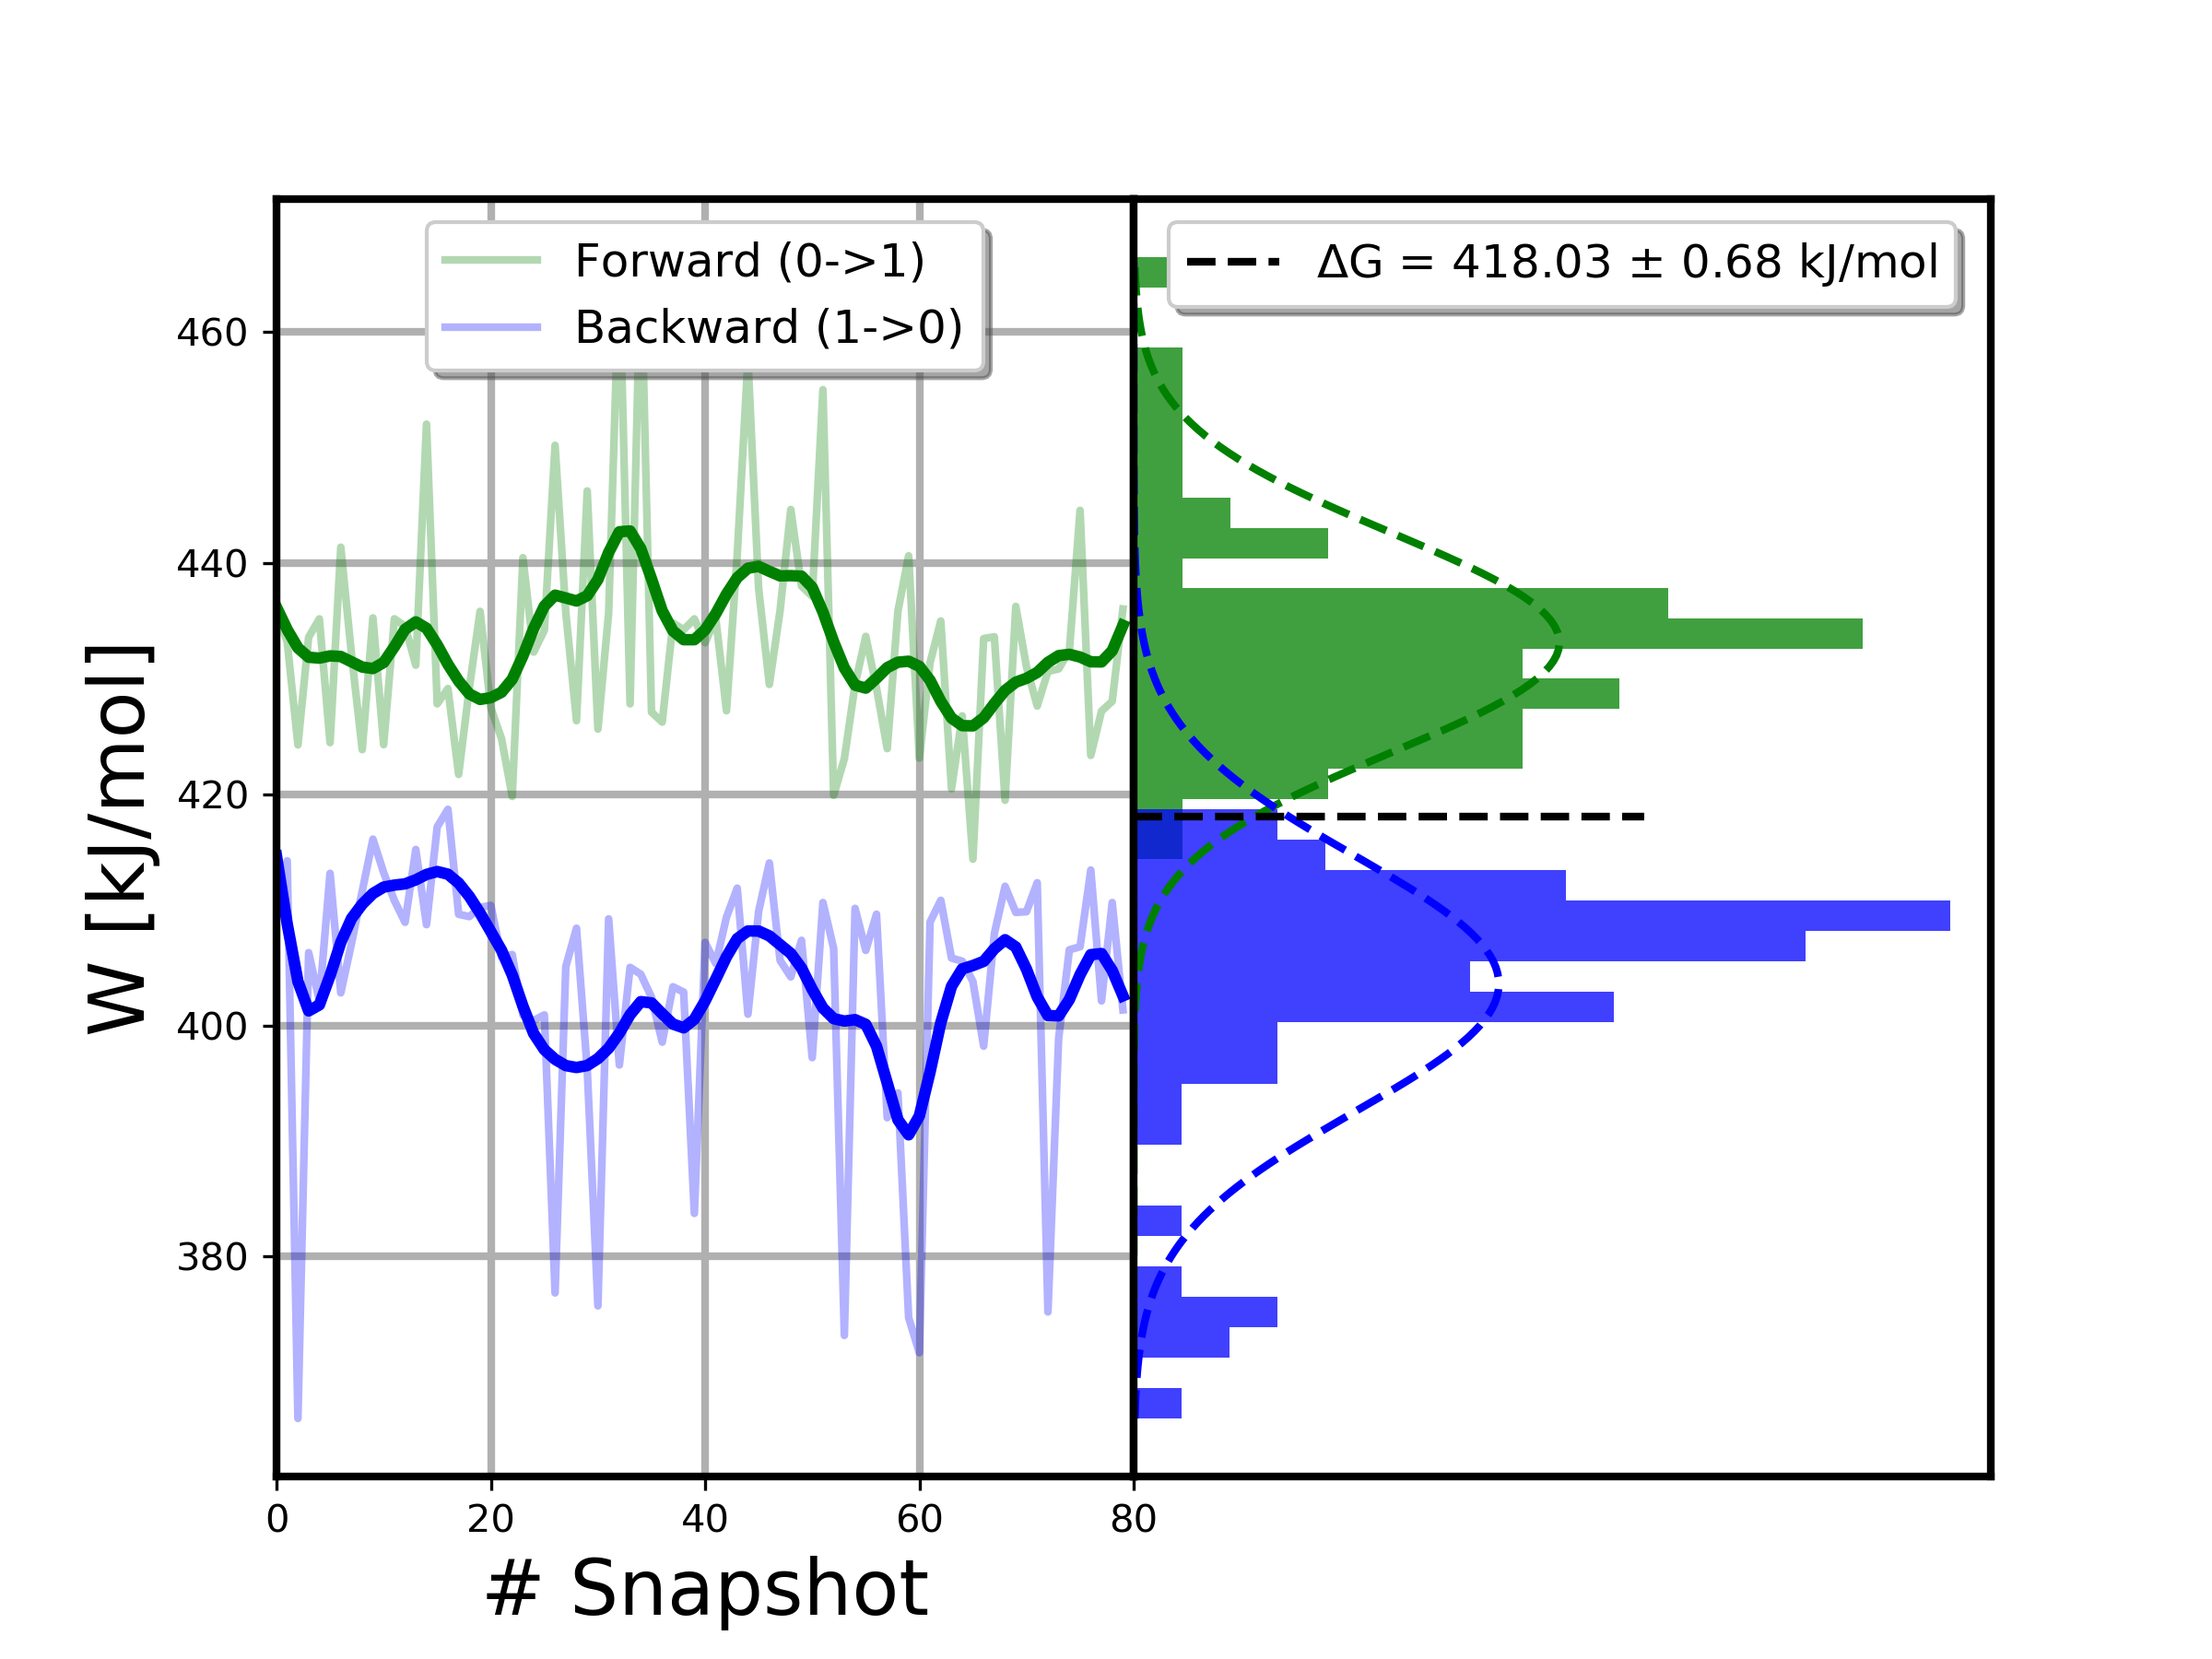 Forward (0->1)
Backward (1->0)
ΔG = 418.03 ± 0.68 kJ/mol
W [kJ/mol]
460
440
420
400
380
0 20 40 60 80
# Snapshot